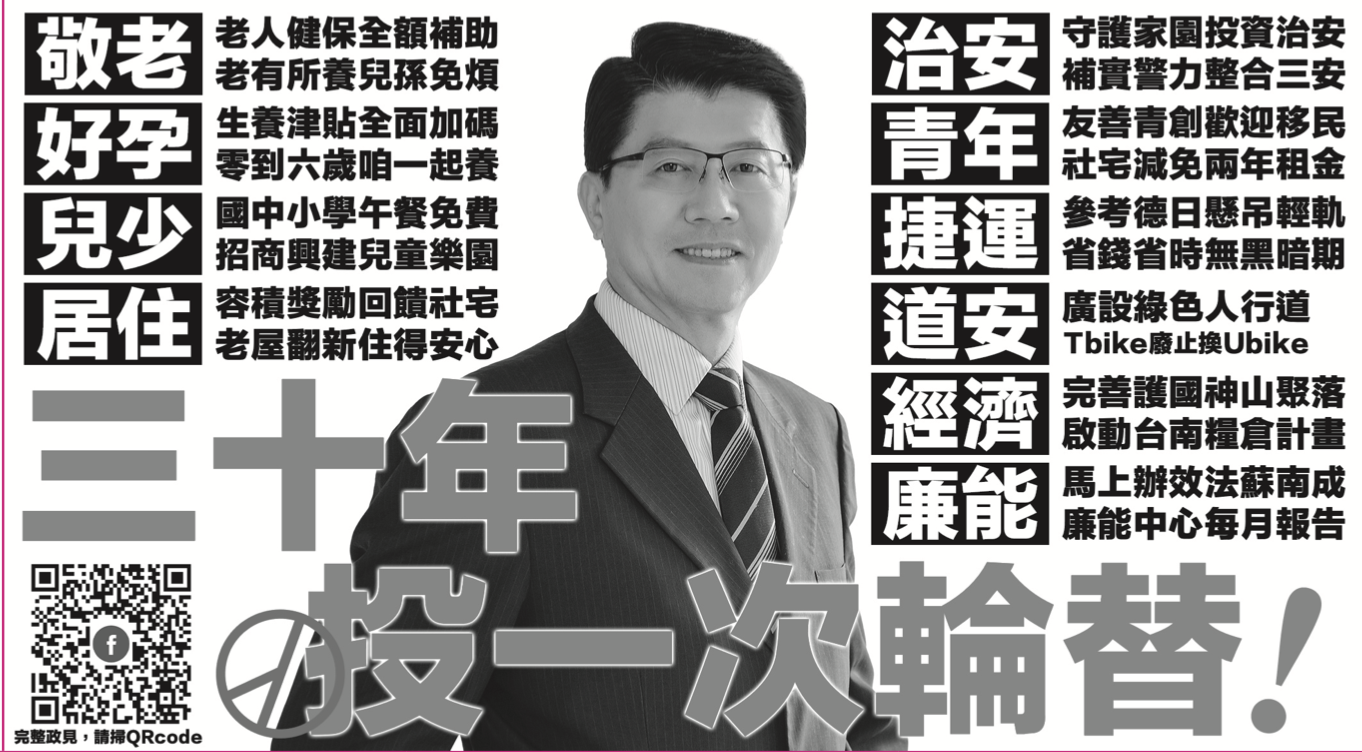 敬老
老人健保全額補助
老有所養兒孫免煩
好孕
生養津貼全面加碼
零到六歲咱一起養
兒少
國中小學午餐免費
招商興建兒童樂園
居住
容積獎勵回饋社宅
老屋翻新住得安心
治安
守護家園投資治安
補實警力整合三安
青年
友善青創歡迎移民
社宅減免兩年租金
捷運
參考德日懸吊輕軌
省錢省時無黑暗期
道安
廣設綠色人行道
Tbike廢止換Ubike
經濟
完善護國神山聚落
啟動台南糧倉計畫
廉能
馬上辦效法蘇南成
廉能中心每月報告
三十年
投一次輪替!
f
完整政見，請掃QRcode